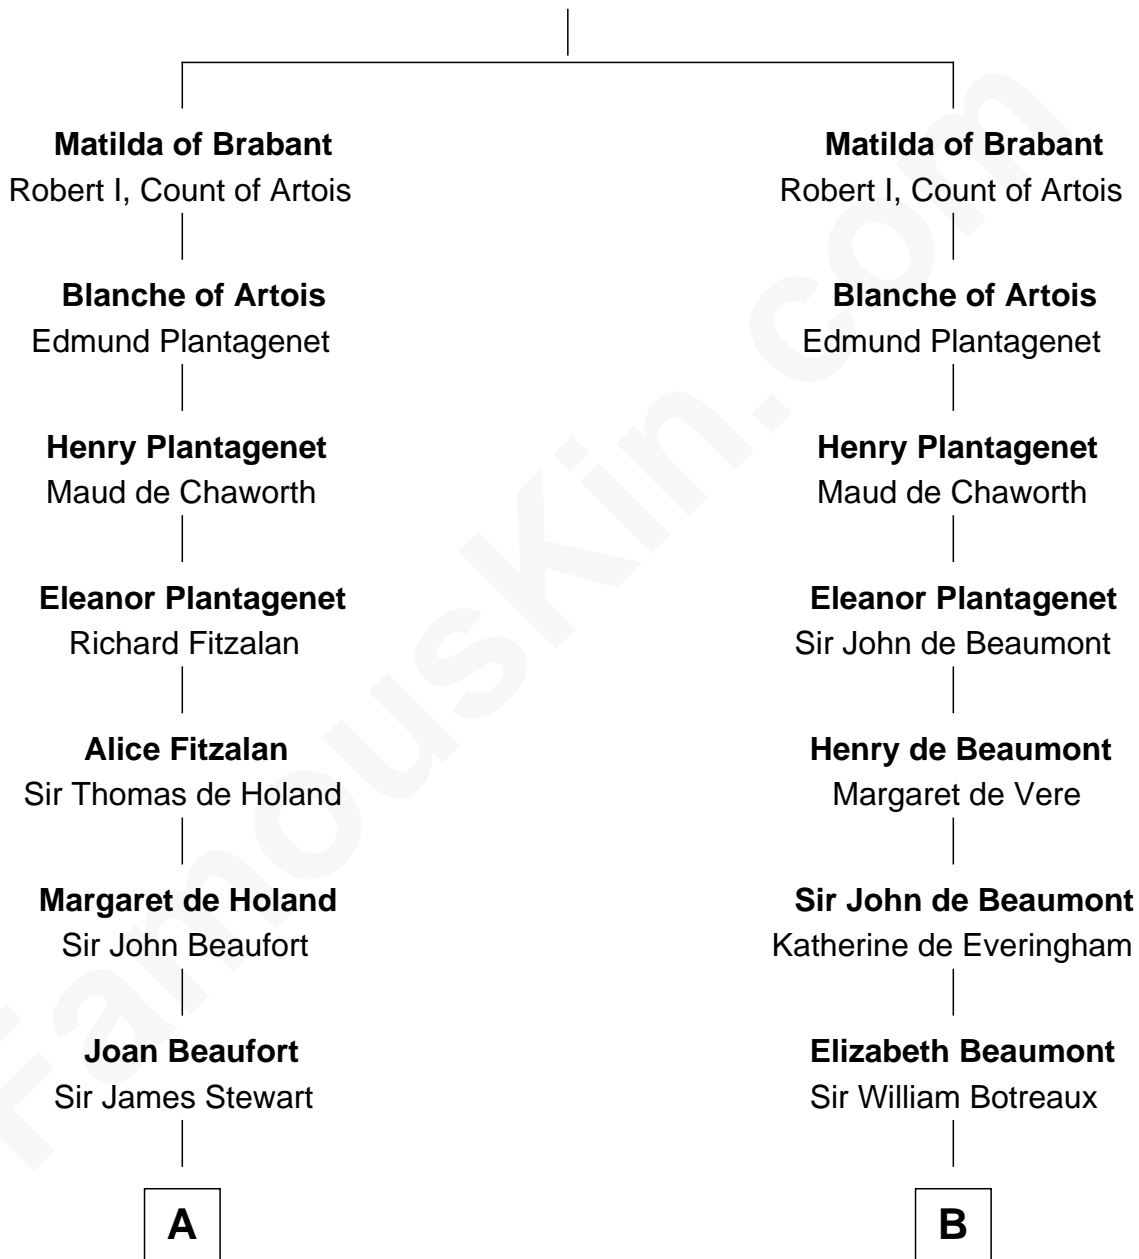 Matilda of Brabant
Robert I, Count of Artois
Blanche of Artois
Edmund Plantagenet
Henry Plantagenet
Maud de Chaworth
Eleanor Plantagenet
Richard Fitzalan
Alice Fitzalan
Sir Thomas de Holand
Margaret de Holand
Sir John Beaufort
Joan Beaufort
Sir James Stewart
A
Matilda of Brabant
Robert I, Count of Artois
Blanche of Artois
Edmund Plantagenet
Henry Plantagenet
Maud de Chaworth
Eleanor Plantagenet
Sir John de Beaumont
Henry de Beaumont
Margaret de Vere
Sir John de Beaumont
Katherine de Everingham
Elizabeth Beaumont
Sir William Botreaux
B
FamousKin.com